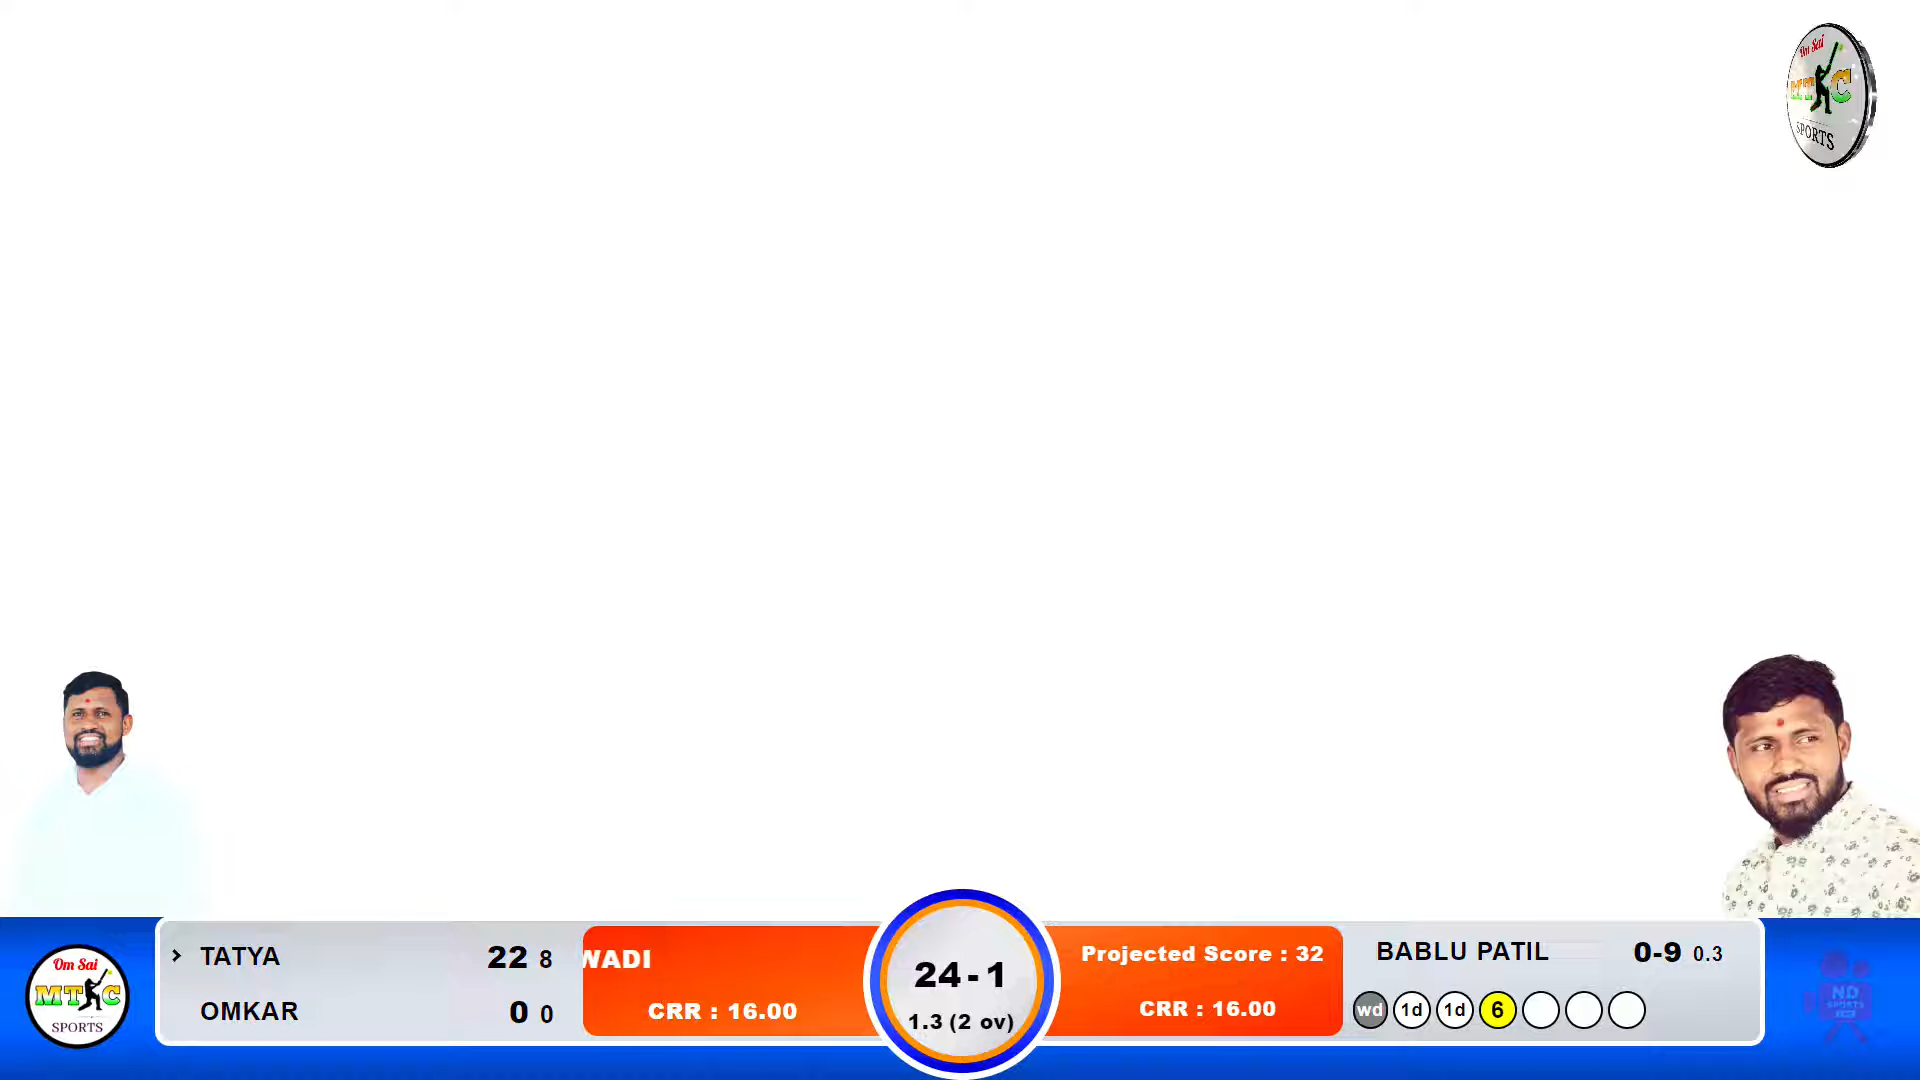 Om Sai
MTC
SPORTS
TATYA 22 8
OMKAR 0 0
WADI
CRR : 16.00
24-1
1.3 (2 ov)
Projected Score : 32
CRR : 16.00
BABLU PATIL 0-9 0.3
wd 1d 1d 6
Om Sai
MTC
SPORTS
ND
SPORTS